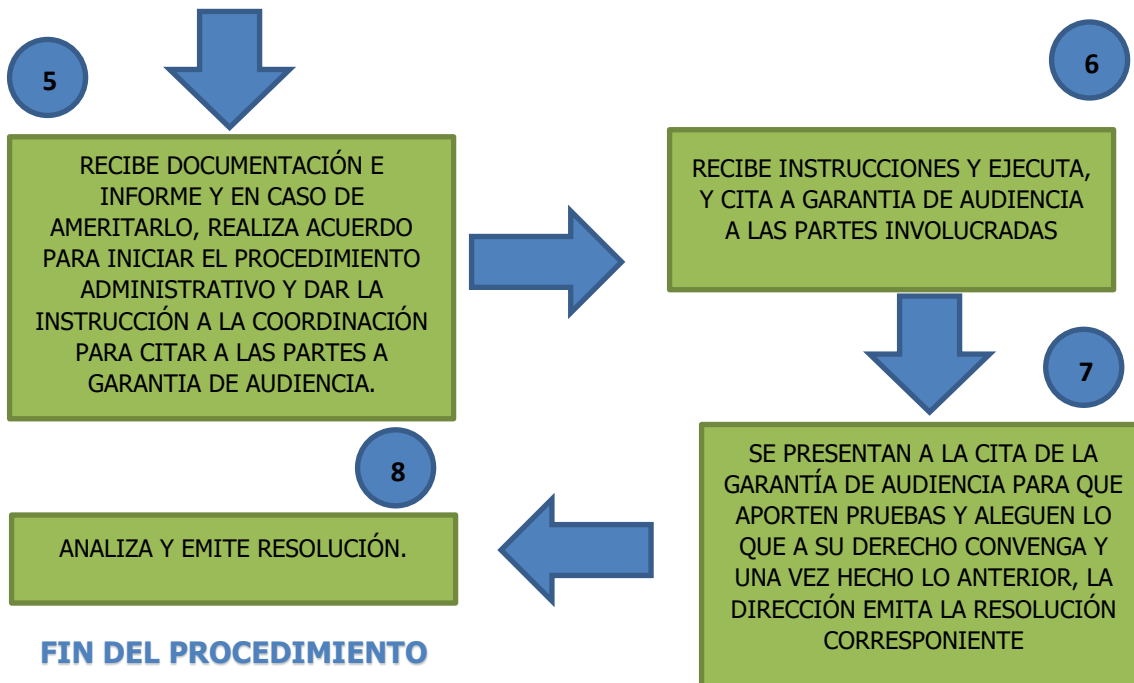 5
RECIBE DOCUMENTACIÓN E
INFORME Y EN CASO DE
AMERITARLO, REALIZA ACUERDO
PARA INICIAR EL PROCEDIMIENTO
ADMINISTRATIVO Y DAR LA
INSTRUCCIÓN A LA COORDINACIÓN
PARA CITAR A LAS PARTES A
GARANTIA DE AUDIENCIA.
6
RECIBE INSTRUCCIONES Y EJECUTA,
Y CITA A GARANTIA DE AUDIENCIA
A LAS PARTES INVOLUCRADAS
7
SE PRESENTAN A LA CITA DE LA
GARANTÍA DE AUDIENCIA PARA QUE
APORTEN PRUEBAS Y ALEGUEN LO
QUE A SU DERECHO CONVENGA Y
UNA VEZ HECHO LO ANTERIOR, LA
DIRECCIÓN EMITA LA RESOLUCIÓN
CORRESPONIENTE
8
ANALIZA Y EMITE RESOLUCIÓN.
FIN DEL PROCEDIMIENTO